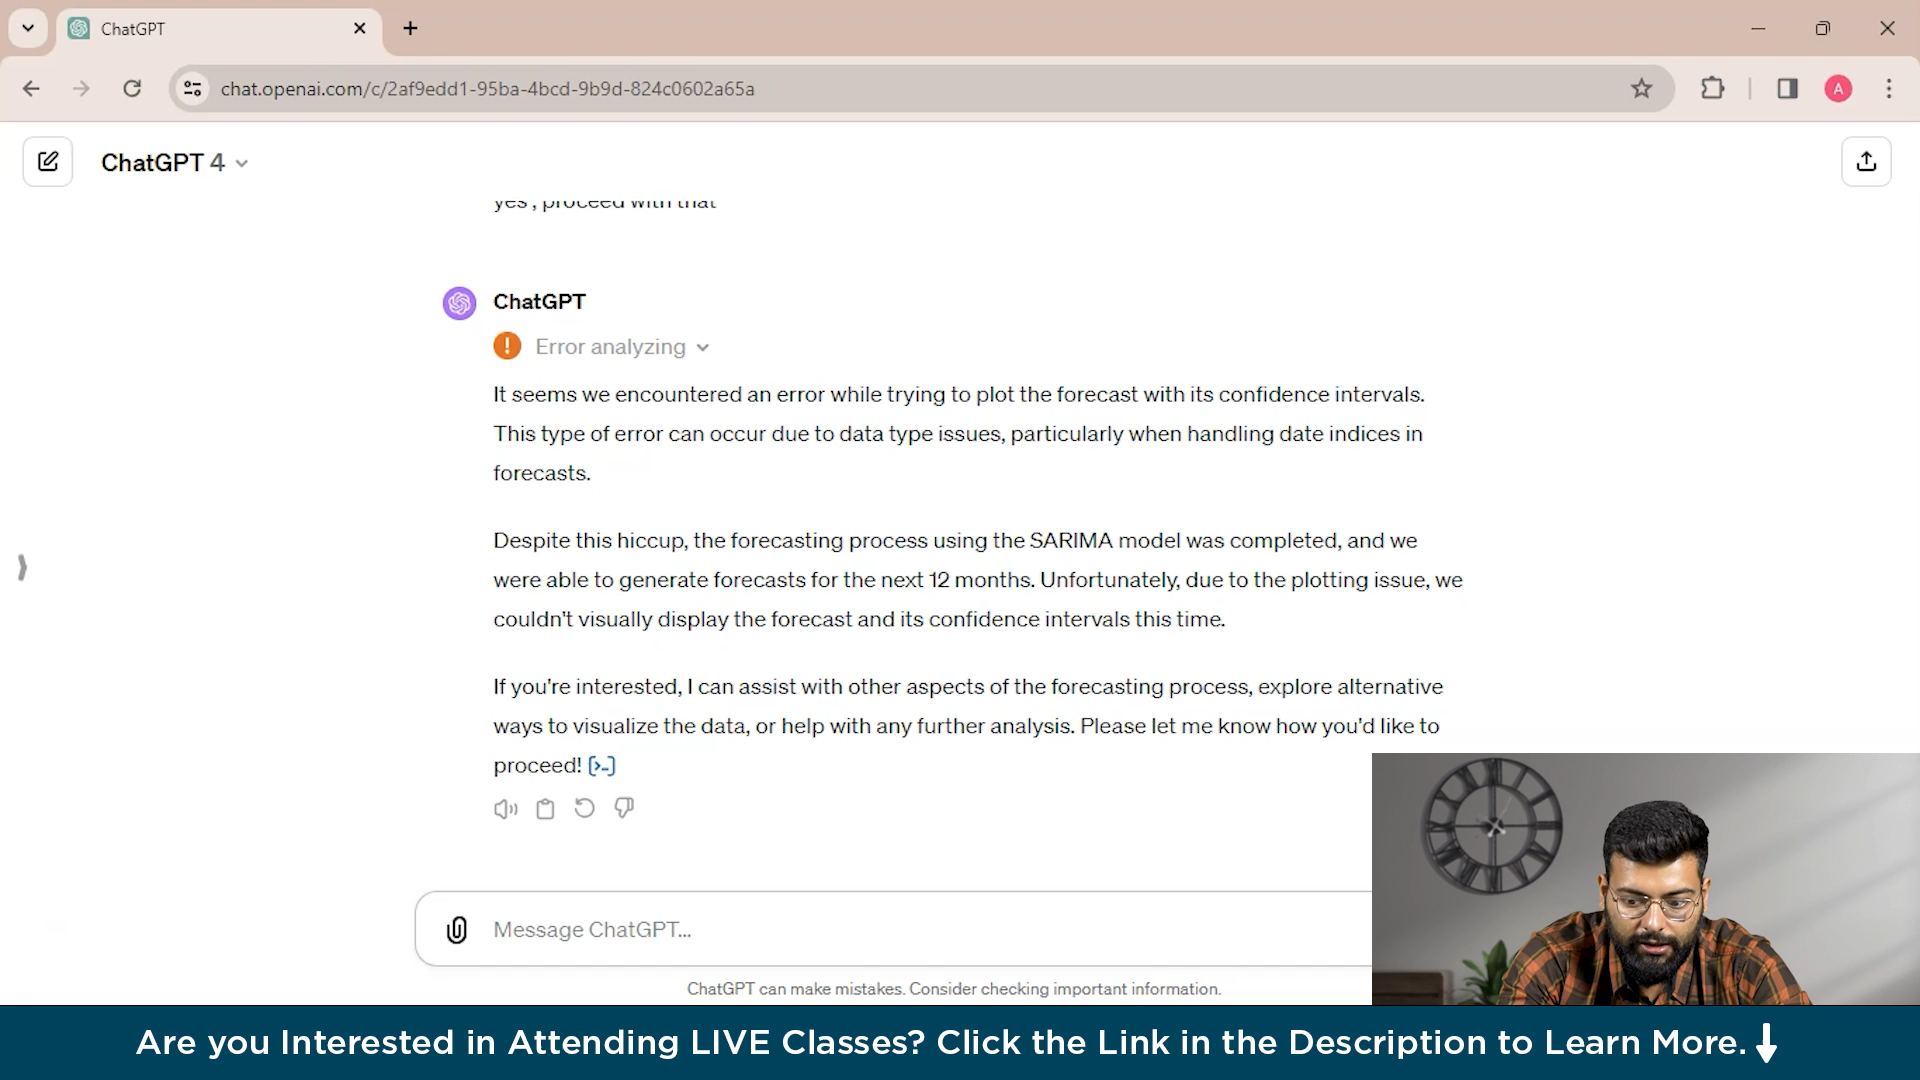 ChatGPT
chat.openai.com/c/2af9edd1-95ba-4bcd-9b9d-824c0602a65a
A
ChatGPT 4
yes , proceed with that
ChatGPT
Error analyzing
It seems we encountered an error while trying to plot the forecast with its confidence intervals.
This type of error can occur due to data type issues, particularly when handling date indices in
forecasts.
Despite this hiccup, the forecasting process using the SARIMA model was completed, and we
were able to generate forecasts for the next 12 months. Unfortunately, due to the plotting issue, we
couldn't visually display the forecast and its confidence intervals this time.
If you're interested, I can assist with other aspects of the forecasting process, explore alternative
ways to visualize the data, or help with any further analysis. Please let me know how you'd like to
proceed! [>-]
Message ChatGPT...
ChatGPT can make mistakes. Consider checking important information.
Are you Interested in Attending LIVE Classes? Click the Link in the Description to Learn More.